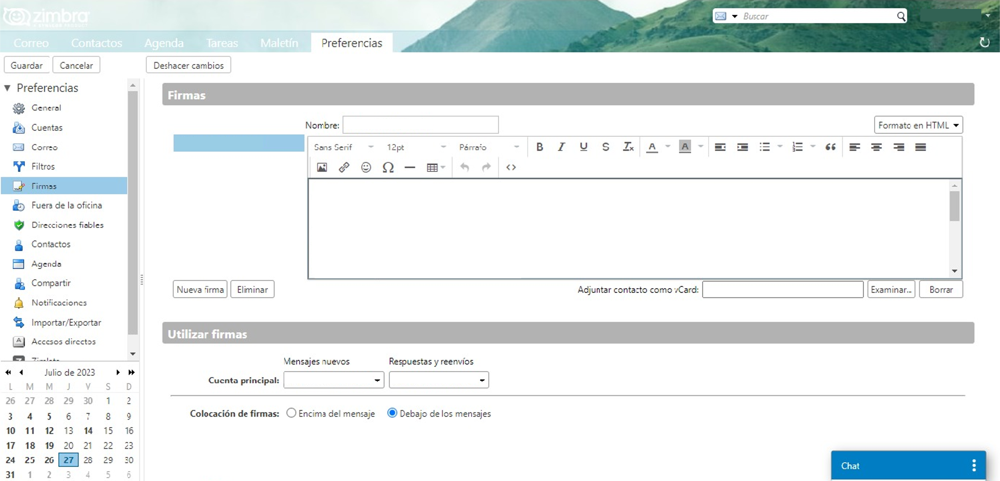 zimbra
A SYNACOR PRODUCT
Buscar
Correo Contactos Agenda Tareas Maletín Preferencias
Guardar Cancelar Deshacer cambios
Preferencias
General
Cuentas
Correo
Filtros
Firmas
Fuera de la oficina
Direcciones fiables
Contactos
Agenda
Compartir
Notificaciones
Importar/Exportar
Accesos directos
Julio de 2023
L M M J V S D
26 27 28 29 30 1 2
3 4 5 6 7 8 9
10 11 12 13 14 15 16
17 18 19 20 21 22 23
24 25 26 27 28 29 30
31 1 2 3 4 5 6
Firmas
Nombre: Formato en HTML
Sans Serif 12pt Párrafo
Nueva firma Eliminar Adjuntar contacto como vCard: Examinar... Borrar
Utilizar firmas
Mensajes nuevos Respuestas y reenvíos
Cuenta principal:
Colocación de firmas: Encima del mensaje Debajo de los mensajes
Chat